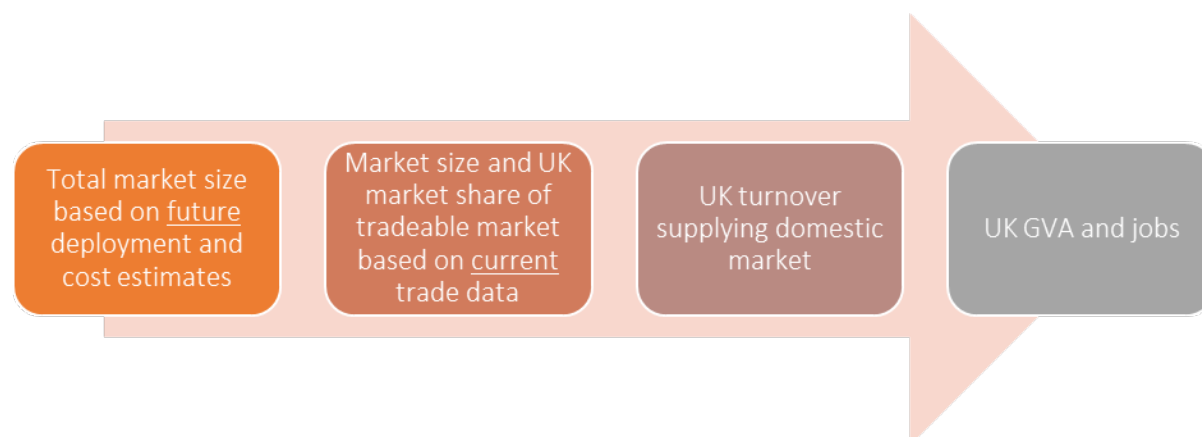 Total market size
based on future
deployment and
cost estimates
Market size and UK
market share of
tradeable market
based on current
trade data
UK turnover
supplying domestic
market
UK GVA and jobs